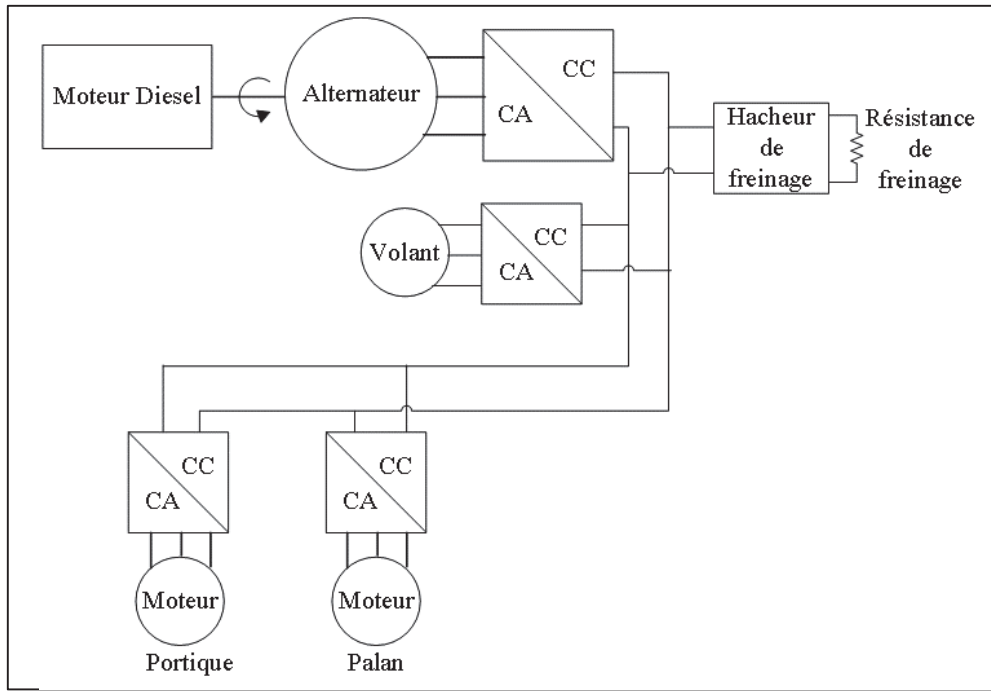 Moteur Diesel
Alternateur
CC
CA
Hacheur
de
freinage
Résistance
de
freinage
Volant
CC
CA
CC
CA
CC
CA
Moteur
Moteur
Portique
Palan